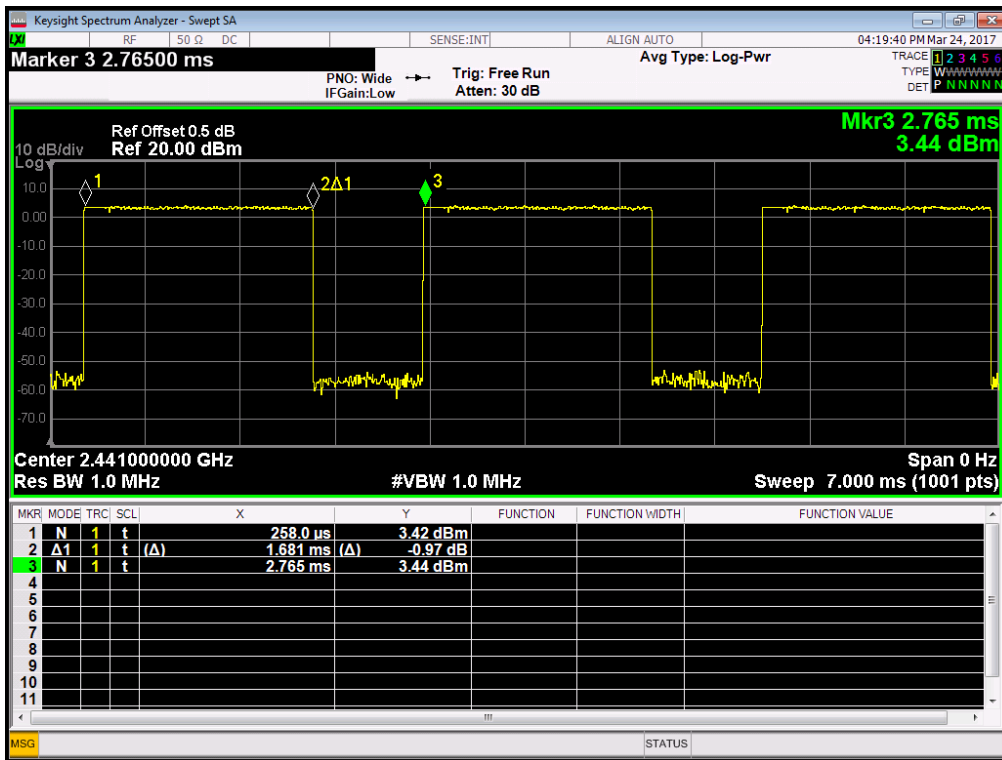 Keysight Spectrum Analyzer - Swept SA
LXI RF 50 Ω DC SENSE:INT ALIGN AUTO 04:19:40 PM Mar 24, 2017
Marker 3 2.76500 ms
PNO: Wide
IFGain:Low
Trig: Free Run
Atten: 30 dB
Avg Type: Log-Pwr
TRACE 1 2 3 4 5 6
TYPE WWWWWW
DET P N N N N N
Mkr3 2.765 ms
3.44 dBm
Ref Offset 0.5 dB
10 dB/div Ref 20.00 dBm
Log
1 2Δ1 3
10.0
0.00
-10.0
-20.0
-30.0
-40.0
-50.0
-60.0
-70.0
Center 2.441000000 GHz Span 0 Hz
Res BW 1.0 MHz #VBW 1.0 MHz Sweep 7.000 ms (1001 pts)
MKR MODE TRC SCL X Y FUNCTION FUNCTION WIDTH FUNCTION VALUE
1 N 1 t 258.0 µs 3.42 dBm
2 Δ1 1 t (Δ) 1.681 ms (Δ) -0.97 dB
3 N 1 t 2.765 ms 3.44 dBm
4
5
6
7
8
9
10
11
MSG STATUS